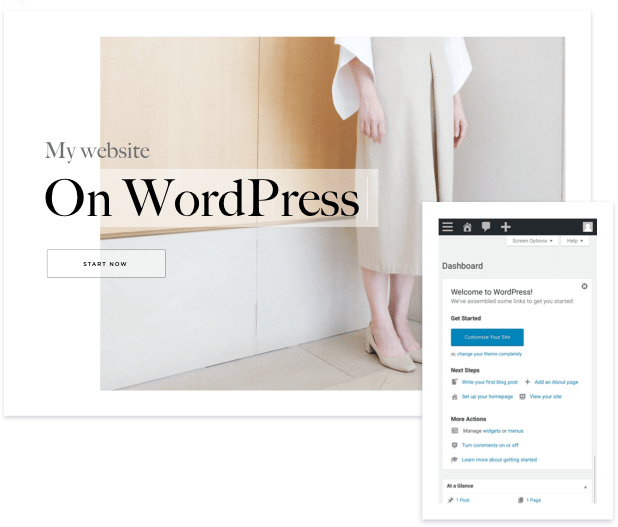 My website
On WordPress
START NOW
Screen Options ▼ Help ▼
Dashboard
Welcome to WordPress!
We've assembled some links to get you started:
Get Started
Customize Your Site
or, change your theme completely
Next Steps
Write your first blog post Add an About page
Set up your homepage View your site
More Actions
Manage widgets or menus
Turn comments on or off
Learn more about getting started
At a Glance
1 Post 1 Page